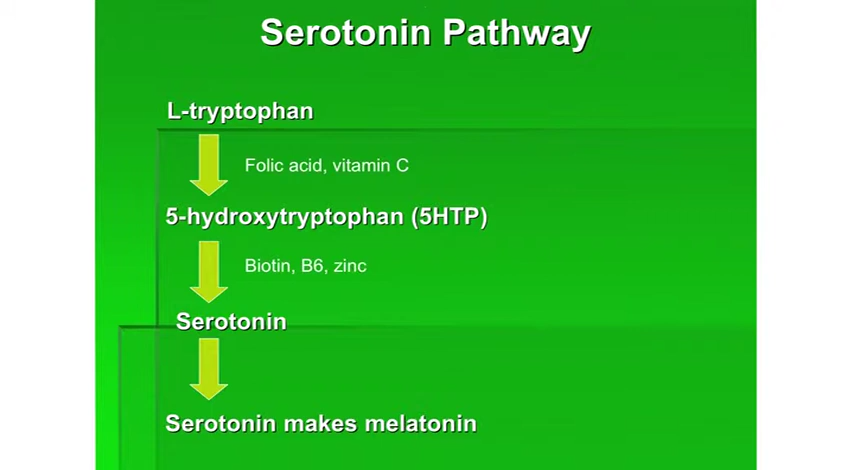 Serotonin Pathway
L-tryptophan
Folic acid, vitamin C
5-hydroxytryptophan (5HTP)
Biotin, B6, zinc
Serotonin
Serotonin makes melatonin